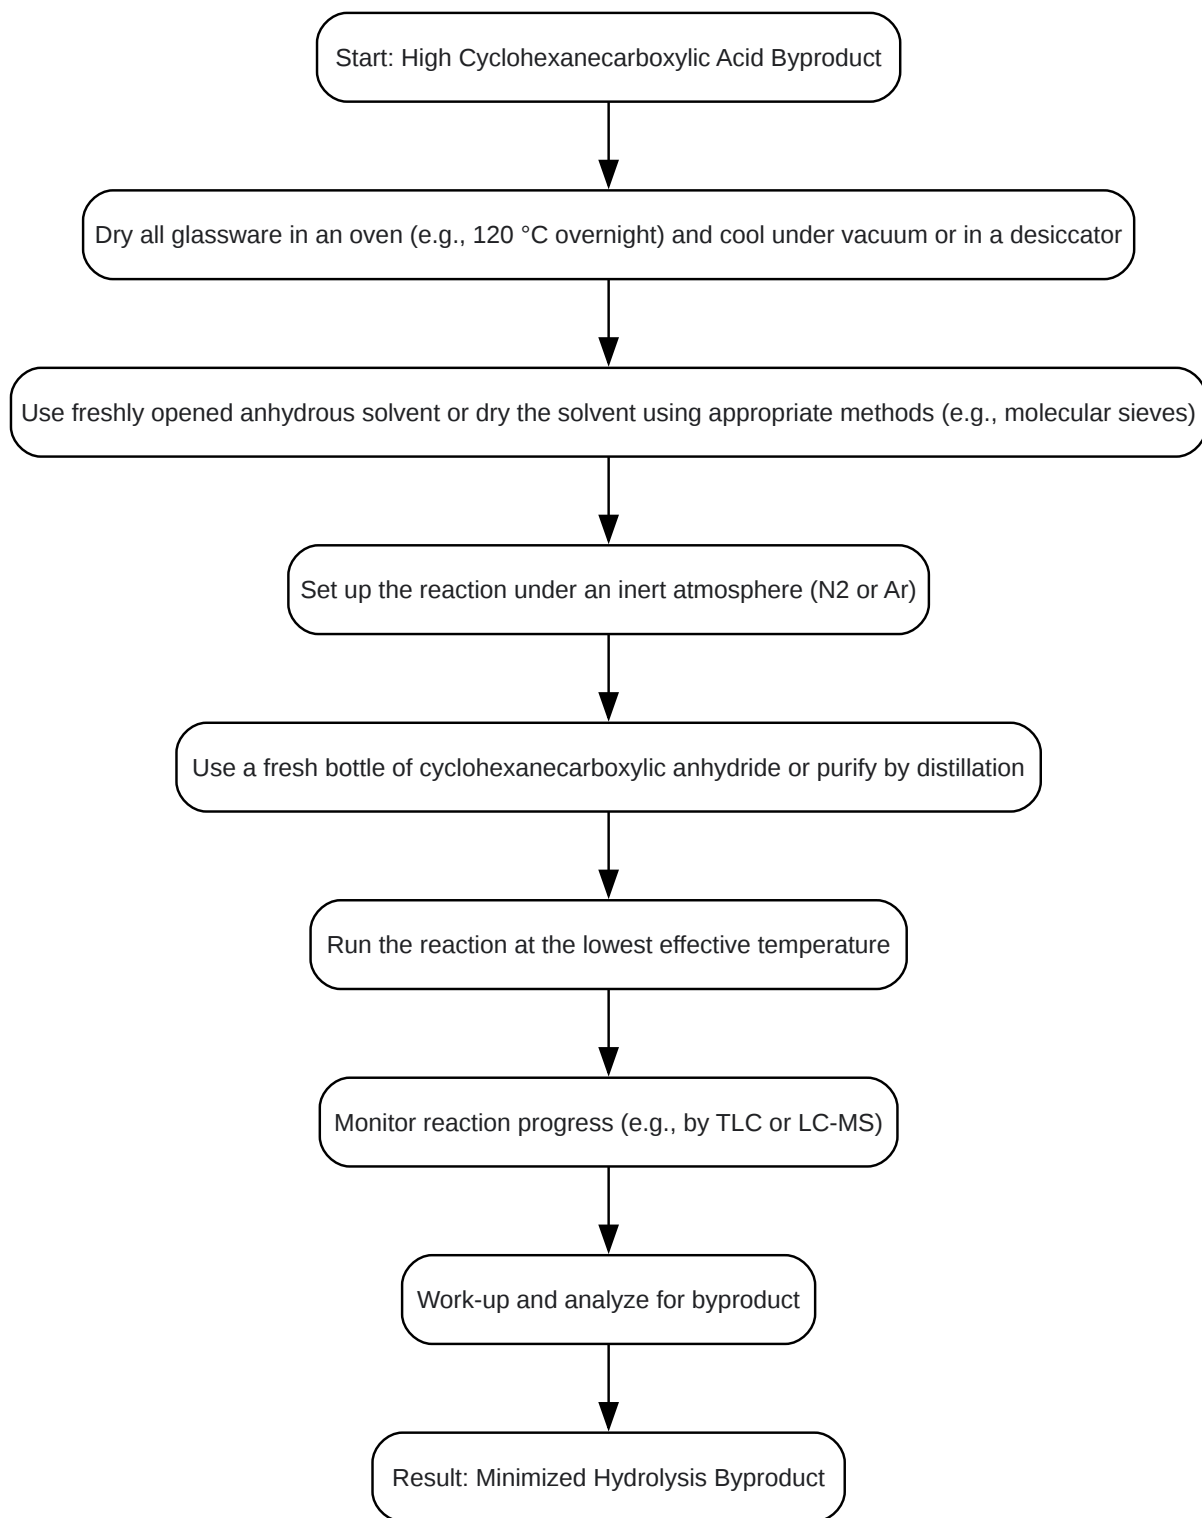 Start: High Cyclohexanecarboxylic Acid Byproduct
Dry all glassware in an oven (e.g., 120 °C overnight) and cool under vacuum or in a desiccator
Use freshly opened anhydrous solvent or dry the solvent using appropriate methods (e.g., molecular sieves)
Set up the reaction under an inert atmosphere (N2 or Ar)
Use a fresh bottle of cyclohexanecarboxylic anhydride or purify by distillation
Run the reaction at the lowest effective temperature
Monitor reaction progress (e.g., by TLC or LC-MS)
Work-up and analyze for byproduct
Result: Minimized Hydrolysis Byproduct